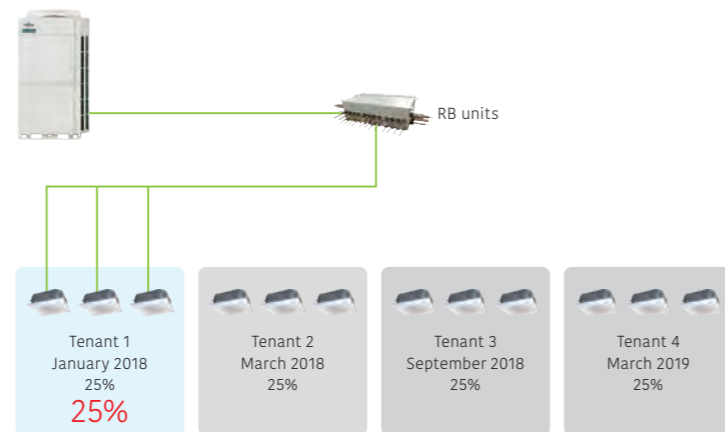 RB units
Tenant 1
January 2018
25%
25%
Tenant 2
March 2018
25%
Tenant 3
September 2018
25%
Tenant 4
March 2019
25%